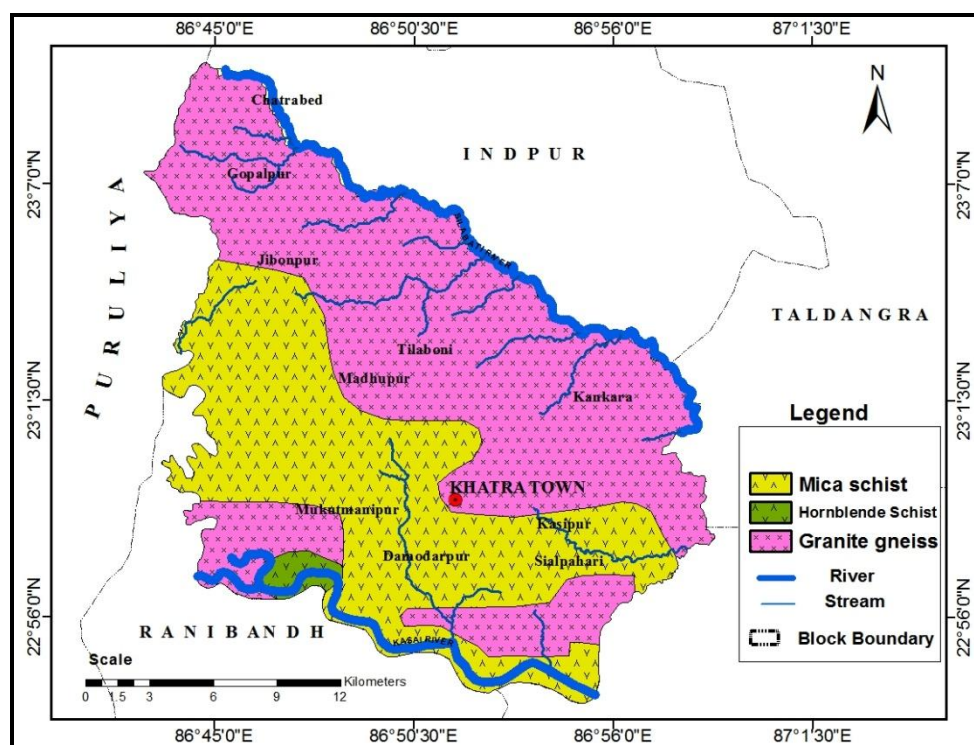 86°45'0"E 86°50'30"E 86°56'0"E 87°1'30"E
N
Chatrabed
I N D P U R
Gopalpur
23°7'0"N
23°7'0"N
P U R U L I Y A
SILABATI RIVER
Jibonpur
T A L D A N G R A
Tilaboni
Madhupur
Kankara
23°1'30"N
23°1'30"N
Legend
Mica schist
Hornblende Schist
Granite gneiss
River
Stream
Block Boundary
KHATRA TOWN
Mukutmanipur
Kasipur
Damodarpur
Sialpahari
22°56'0"N
22°56'0"N
R A N I B A N D H
KASAI RIVER
Scale
Kilometers
0 1.5 3 6 9 12
86°45'0"E 86°50'30"E 86°56'0"E 87°1'30"E